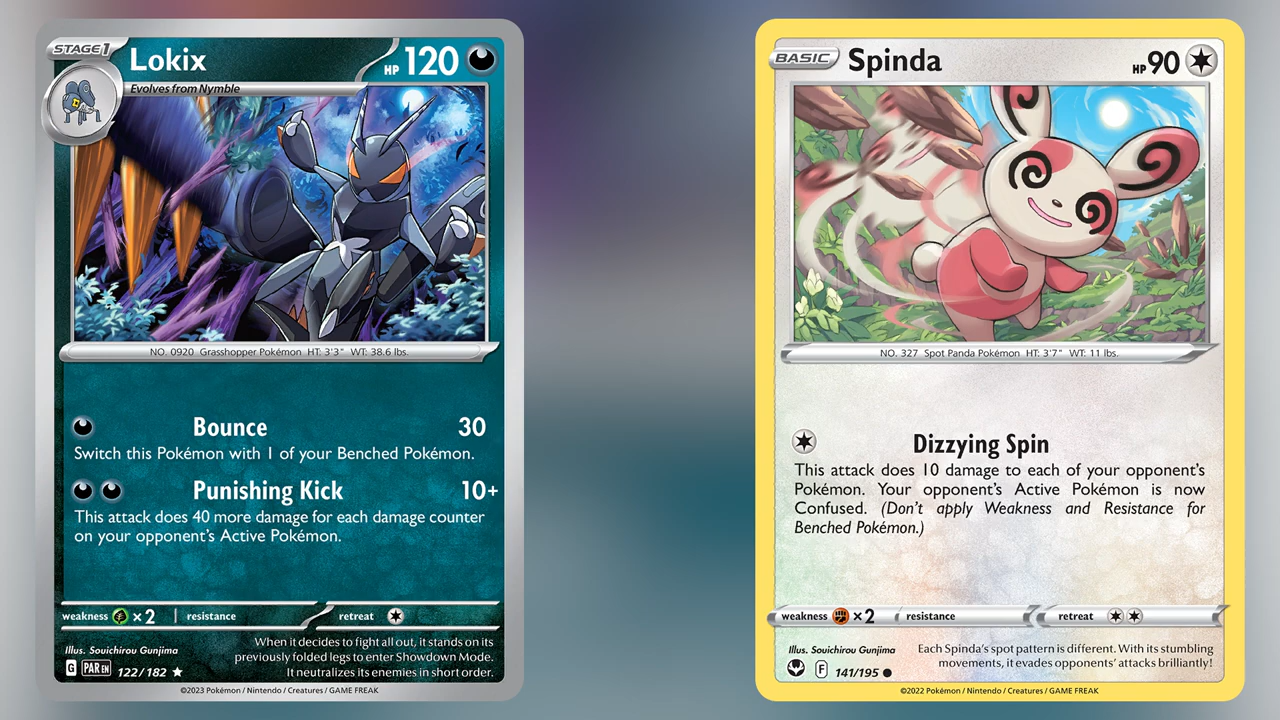 STAGE1
Lokix
HP 120
Evolves from Nymble
NO. 0920 Grasshopper Pokémon HT: 3'3" WT: 38.6 lbs.
Bounce 30
Switch this Pokémon with 1 of your Benched Pokémon.
Punishing Kick 10+
This attack does 40 more damage for each damage counter
on your opponent's Active Pokémon.
weakness ×2 resistance retreat
Illus. Souichirou Gunjima
When it decides to fight all out, it stands on its
previously folded legs to enter Showdown Mode.
It neutralizes its enemies in short order.
G PAR EN 122/182 ★
©2023 Pokémon / Nintendo / Creatures / GAME FREAK
BASIC
Spinda
HP 90
NO. 327 Spot Panda Pokémon HT: 3'7" WT: 11 lbs.
Dizzying Spin
This attack does 10 damage to each of your opponent's
Pokémon. Your opponent's Active Pokémon is now
Confused. (Don't apply Weakness and Resistance for
Benched Pokémon.)
weakness ×2 resistance retreat
Illus. Souichirou Gunjima
Each Spinda's spot pattern is different. With its stumbling
movements, it evades opponents' attacks brilliantly!
F 141/195 ●
©2022 Pokémon / Nintendo / Creatures / GAME FREAK